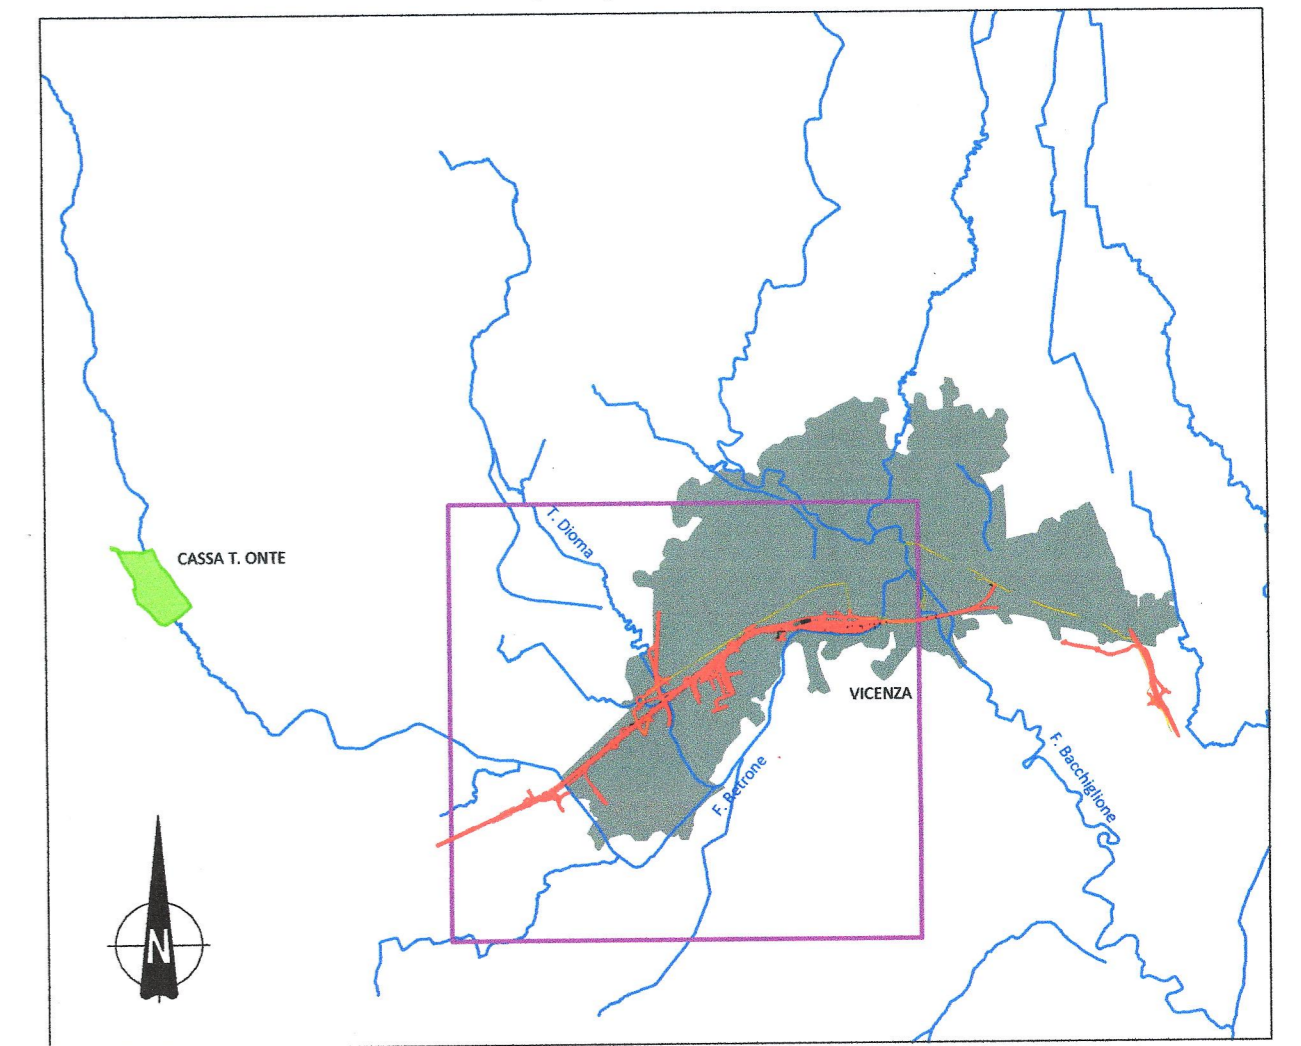 T. Dioma
CASSA T. ONTE
VICENZA
F. Retrone
F. Bacchiglione
N